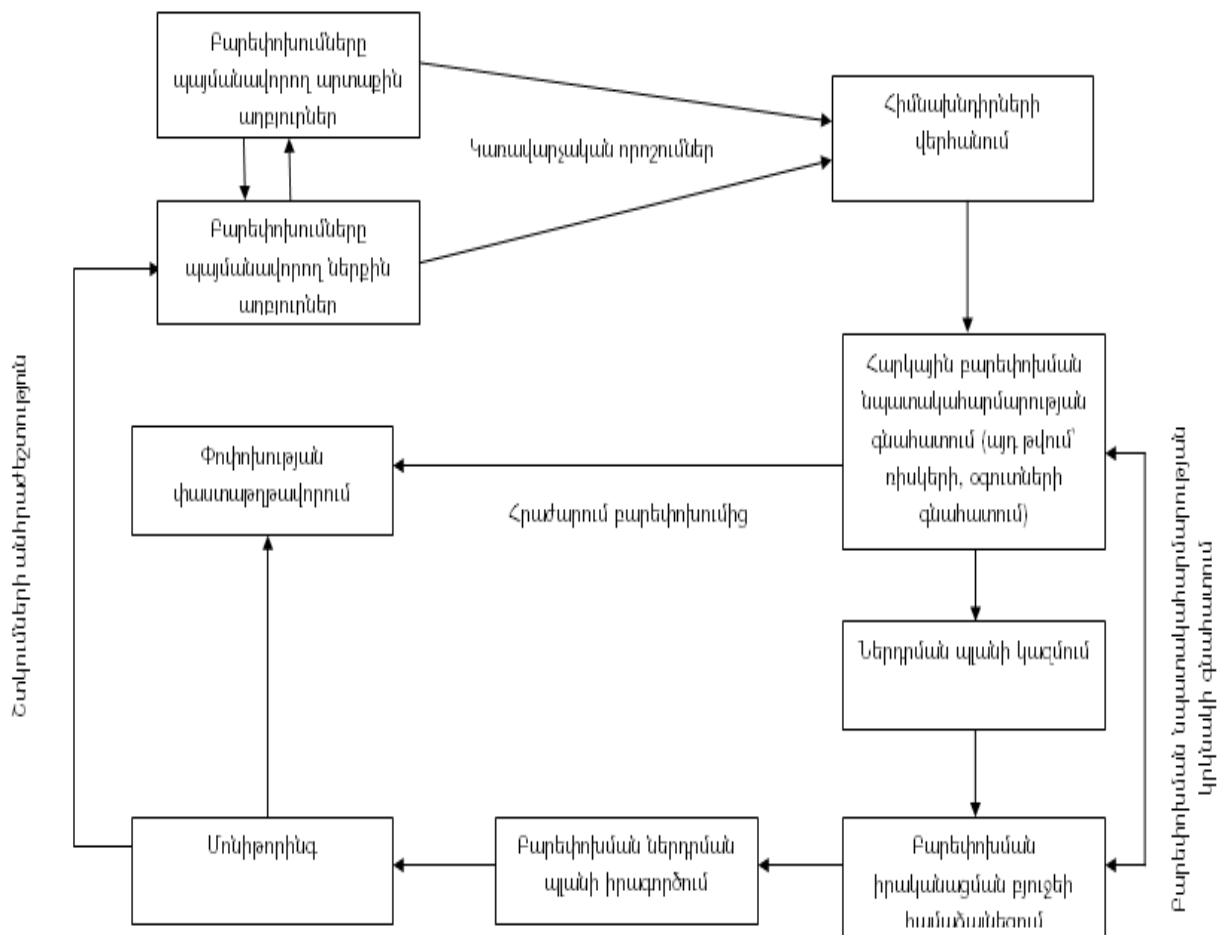 Բարեփոխումները
պայմանավորող արտաքին
աղբյուրներ
Կառավարչական որոշումներ
Հիմնախնդիրների
վերհանում
Բարեփոխումները
պայմանավորող ներքին
աղբյուրներ
Շտկումների անհրաժեշտություն
Հարկային բարեփոխման
նպատակահարմարության
գնահատում (այդ թվում՝
ռիսկերի, օգուտների
գնահատում)
Փոփոխության
փաստաթղթավորում
Հրաժարում բարեփոխումից
Բարեփոխման նպատակահարմարության
կրկնակի գնահատում
Ներդրման պլանի կազմում
Մոնիթորինգ
Բարեփոխման ներդրման
պլանի իրագործում
Բարեփոխման
իրականացման բյուջեի
համաձայնեցում